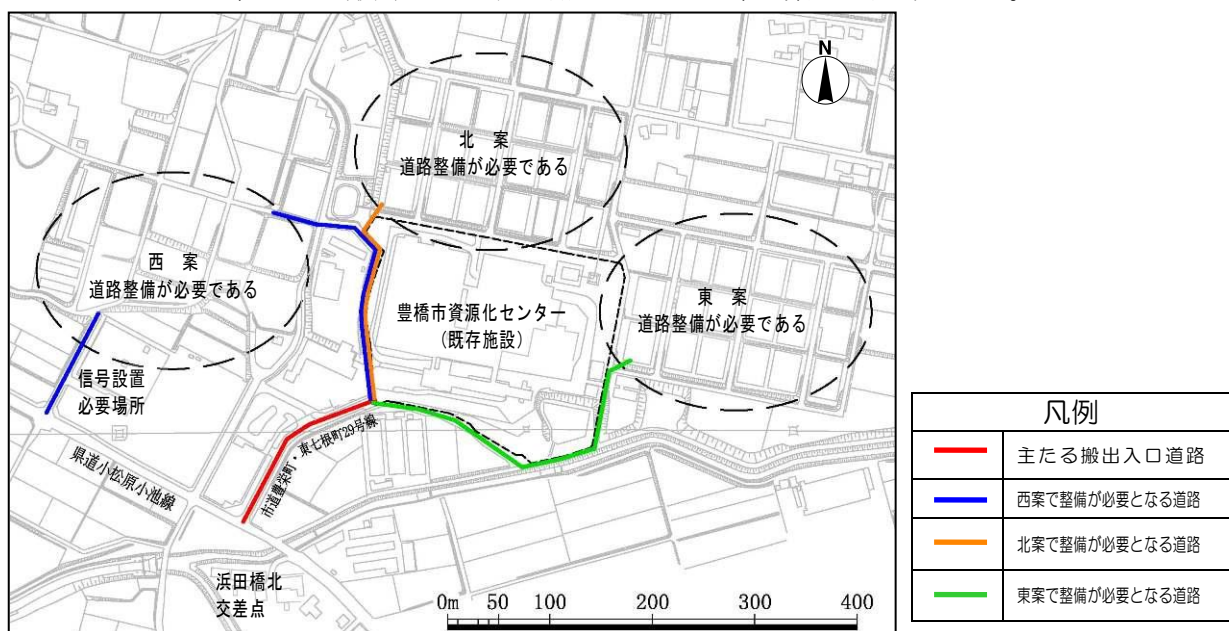 N
北 案
道路整備が必要である
西 案
道路整備が必要である
豊橋市資源化センター
(既存施設)
東 案
道路整備が必要である
信号設置
必要場所
県道小松原小池線
市道豊栄町・東七根町29号線
浜田橋北
交差点
0m 50 100 200 300 400
凡例
主たる搬出入口道路
西案で整備が必要となる道路
北案で整備が必要となる道路
東案で整備が必要となる道路